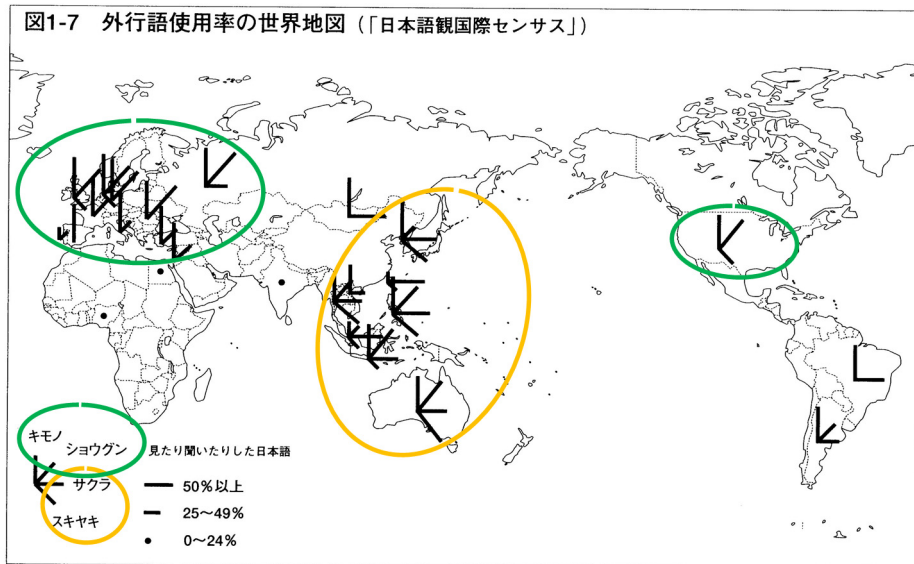 図1-7 外行語使用率の世界地図（「日本語観国際センサス」）
キモノ
ショウグン
見たり聞いたりした日本語
サクラ
スキヤキ
50％以上
25〜49％
0〜24％